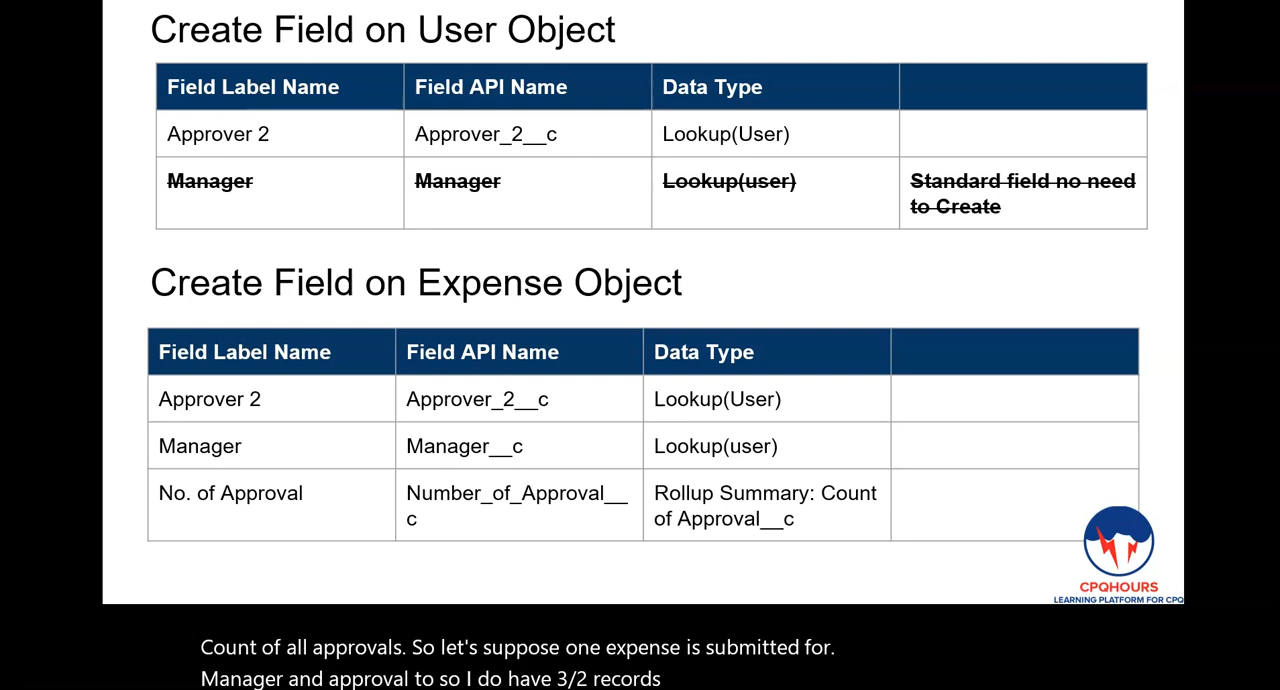 Create Field on User Object
Field Label Name Field API Name Data Type
Approver 2 Approver_2__c Lookup(User)
Manager Manager Lookup(user) Standard field no need
to Create
Create Field on Expense Object
Field Label Name Field API Name Data Type
Approver 2 Approver_2__c Lookup(User)
Manager Manager__c Lookup(user)
No. of Approval Number_of_Approval__ Rollup Summary: Count
c of Approval__c
CPQHOURS
LEARNING PLATFORM FOR CPQ
Count of all approvals. So let's suppose one expense is submitted for.
Manager and approval to so I do have 3/2 records